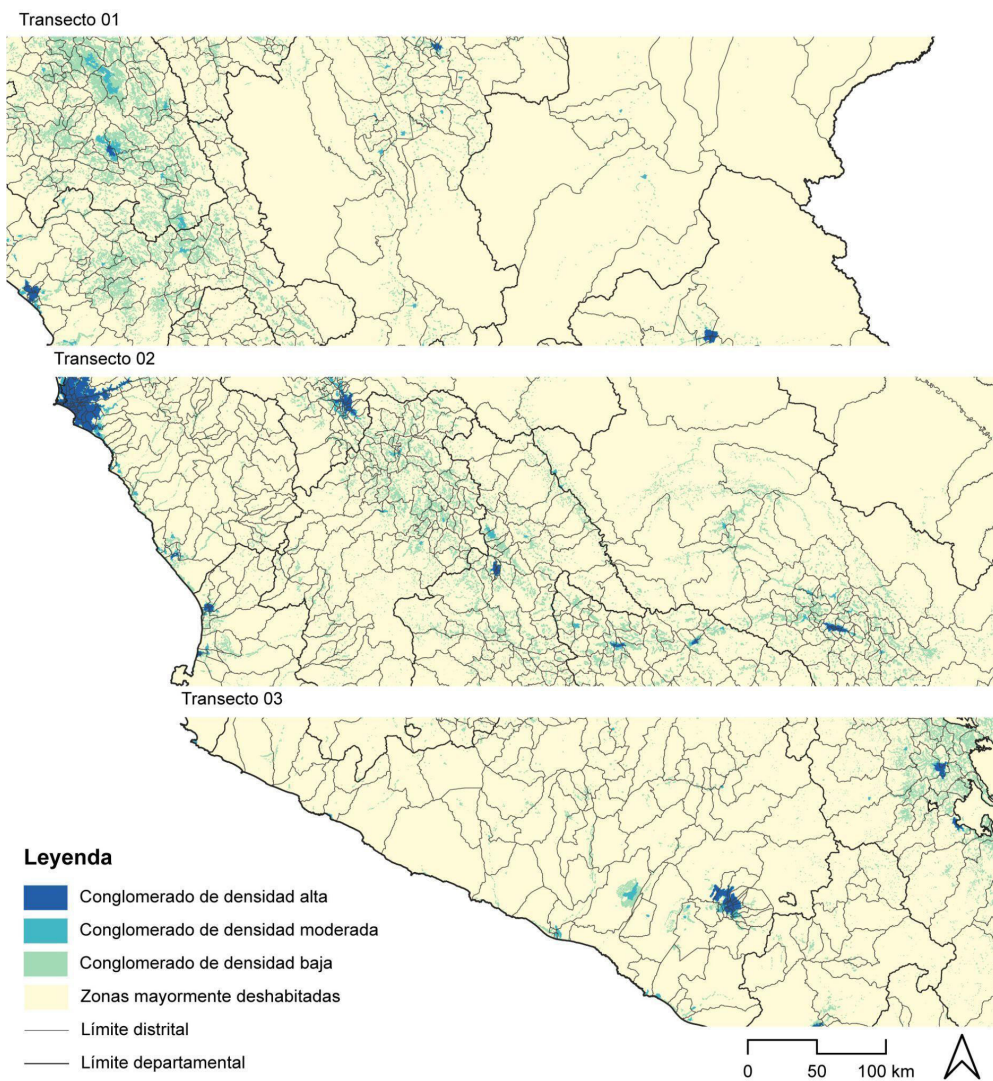 Transecto 01
Transecto 02
Transecto 03
Leyenda
Conglomerado de densidad alta
Conglomerado de densidad moderada
Conglomerado de densidad baja
Zonas mayormente deshabitadas
Límite distrital
Límite departamental
0 50 100 km